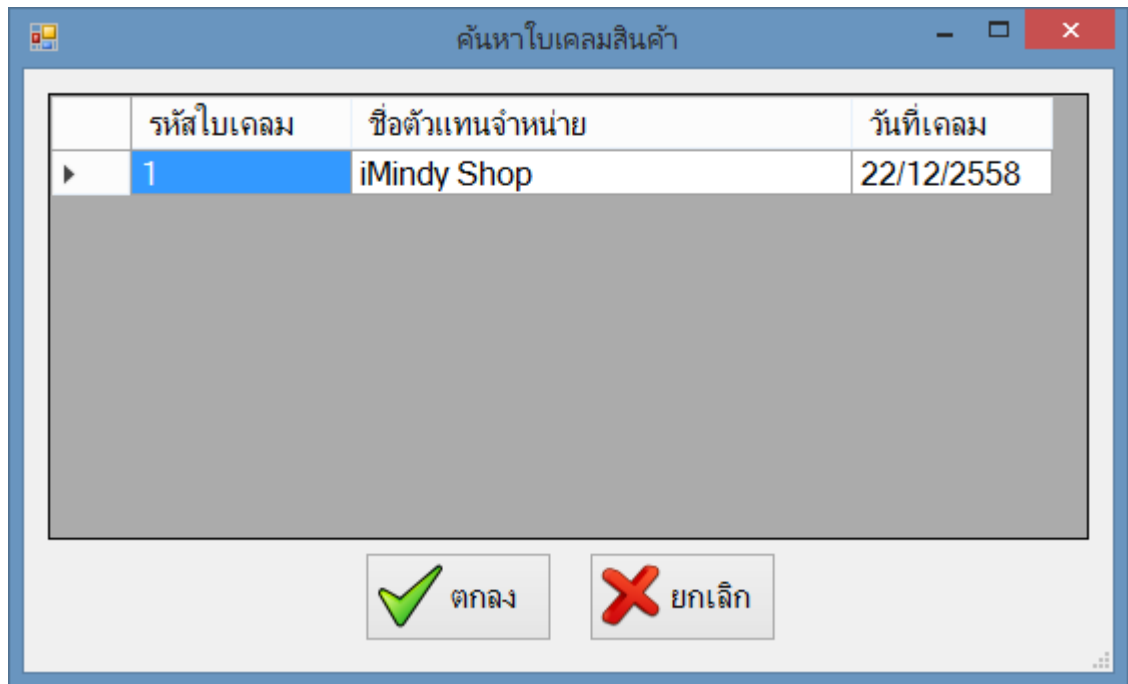 ค้นหาใบเคลมสินค้า
รหัสใบเคลม ชื่อตัวแทนจำหน่าย วันที่เคลม
1 iMindy Shop 22/12/2558
ตกลง ยกเลิก